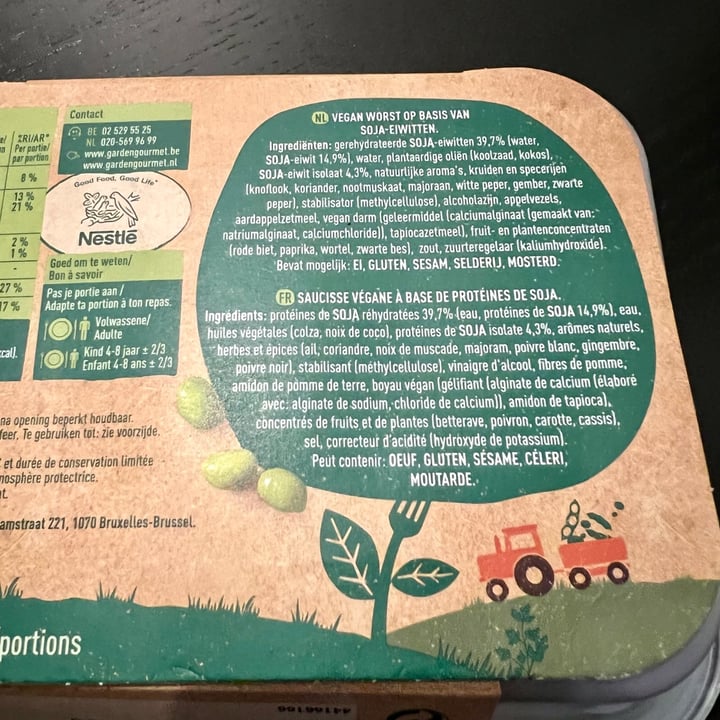 %RI/AR*
Per portie/
par portion
8 %
13 %
21 %
2 %
1 %
-
27 %
17 %
Contact
BE 02 529 55 25
NL 020-569 96 99
www.gardengourmet.be
www.gardengourmet.nl
Good Food, Good Life
Nestlé
Goed om te weten/
Bon à savoir
Pas je portie aan /
Adapte ta portion à ton repas.
Volwassene/
Adulte
Kind 4-8 jaar ± 2/3
Enfant 4-8 ans ± 2/3
na opening beperkt houdbaar.
Te gebruiken tot: zie voorzijde.
et durée de conservation limitée
protectrice.
221, 1070 Bruxelles-Brussel.
portions
NL VEGAN WORST OP BASIS VAN
SOJA-EIWITTEN.
Ingrediënten: gerehydrateerde SOJA-eiwitten 39,7% (water,
SOJA-eiwit 14,9%), water, plantaardige oliën (koolzaad, kokos),
SOJA-eiwit isolaat 4,3%, natuurlijke aroma's, kruiden en specerijen
(knoflook, koriander, nootmuskaat, majoraan, witte peper, gember, zwarte
peper), stabilisator (methylcellulose), alcoholazijn, appelvezels,
aardappelzetmeel, vegan darm (geleermiddel (calciumalginaat (gemaakt van:
natriumalginaat, calciumchloride)), tapiocazetmeel), fruit- en plantenconcentraten
(rode biet, paprika, wortel, zwarte bes), zout, zuurteregelaar (kaliumhydroxide).
Bevat mogelijk: EI, GLUTEN, SESAM, SELDERIJ, MOSTERD.
FR SAUCISSE VÉGANE À BASE DE PROTÉINES DE SOJA.
Ingrédients: protéines de SOJA réhydratées 39,7% (eau, protéines de SOJA 14,9%), eau,
huiles végétales (colza, noix de coco), protéines de SOJA isolate 4,3%, arômes naturels,
herbes et épices (ail, coriandre, noix de muscade, majoram, poivre blanc, gingembre,
poivre noir), stabilisant (méthylcellulose), vinaigre d'alcool, fibres de pomme,
amidon de pomme de terre, boyau végan (gélifiant (alginate de calcium (élaboré
avec: alginate de sodium, chloride de calcium)), amidon de tapioca),
concentrés de fruits et de plantes (betterave, poivron, carotte, cassis),
sel, correcteur d'acidité (hydroxyde de potassium).
Peut contenir: OEUF, GLUTEN, SÉSAME, CÉLERI,
MOUTARDE.